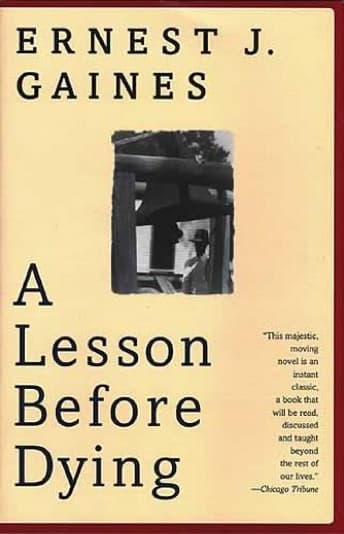 ERNEST J.
GAINES
A
Lesson
Before
Dying
"This majestic,
moving
novel is an
instant
classic,
a book that
will be read,
discussed
and taught
beyond
the rest of
our lives."
—Chicago Tribune